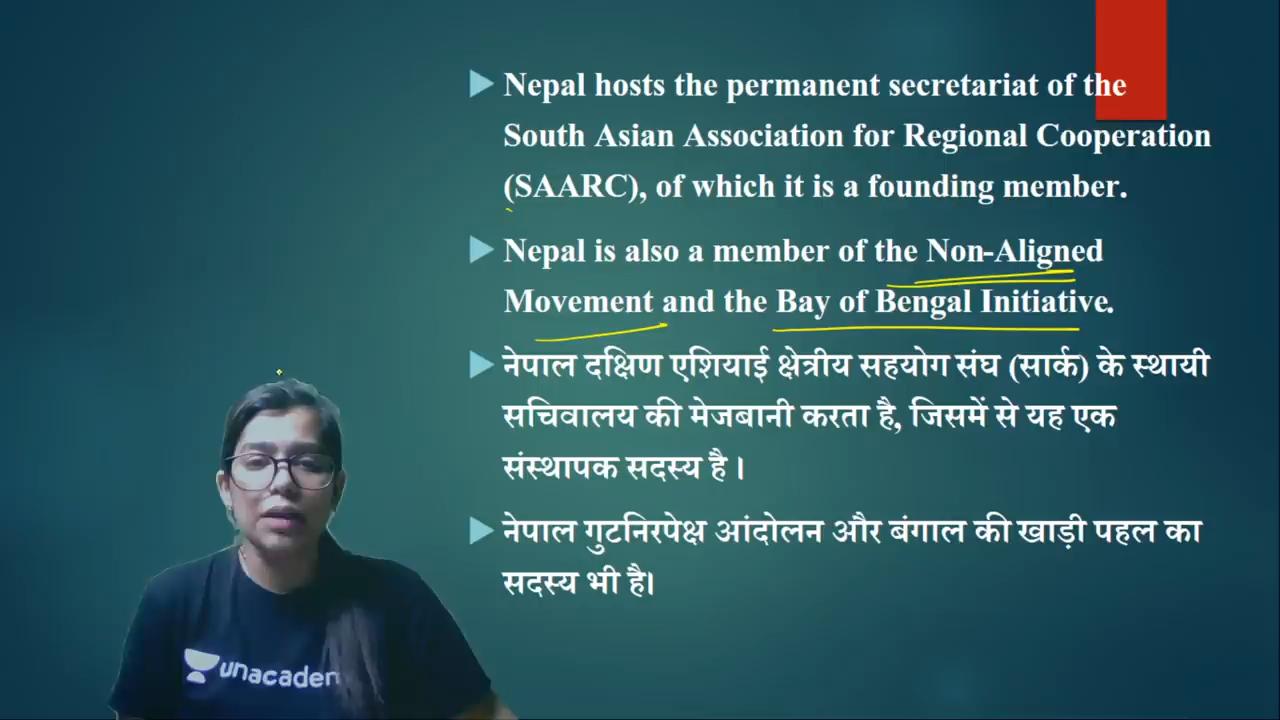 Nepal hosts the permanent secretariat of the
South Asian Association for Regional Cooperation
(SAARC), of which it is a founding member.
Nepal is also a member of the Non-Aligned
Movement and the Bay of Bengal Initiative.
नेपाल दक्षिण एशियाई क्षेत्रीय सहयोग संघ (सार्क) के स्थायी
सचिवालय की मेजबानी करता है, जिसमें से यह एक
संस्थापक सदस्य है ।
नेपाल गुटनिरपेक्ष आंदोलन और बंगाल की खाड़ी पहल का
सदस्य भी है।
unacadem